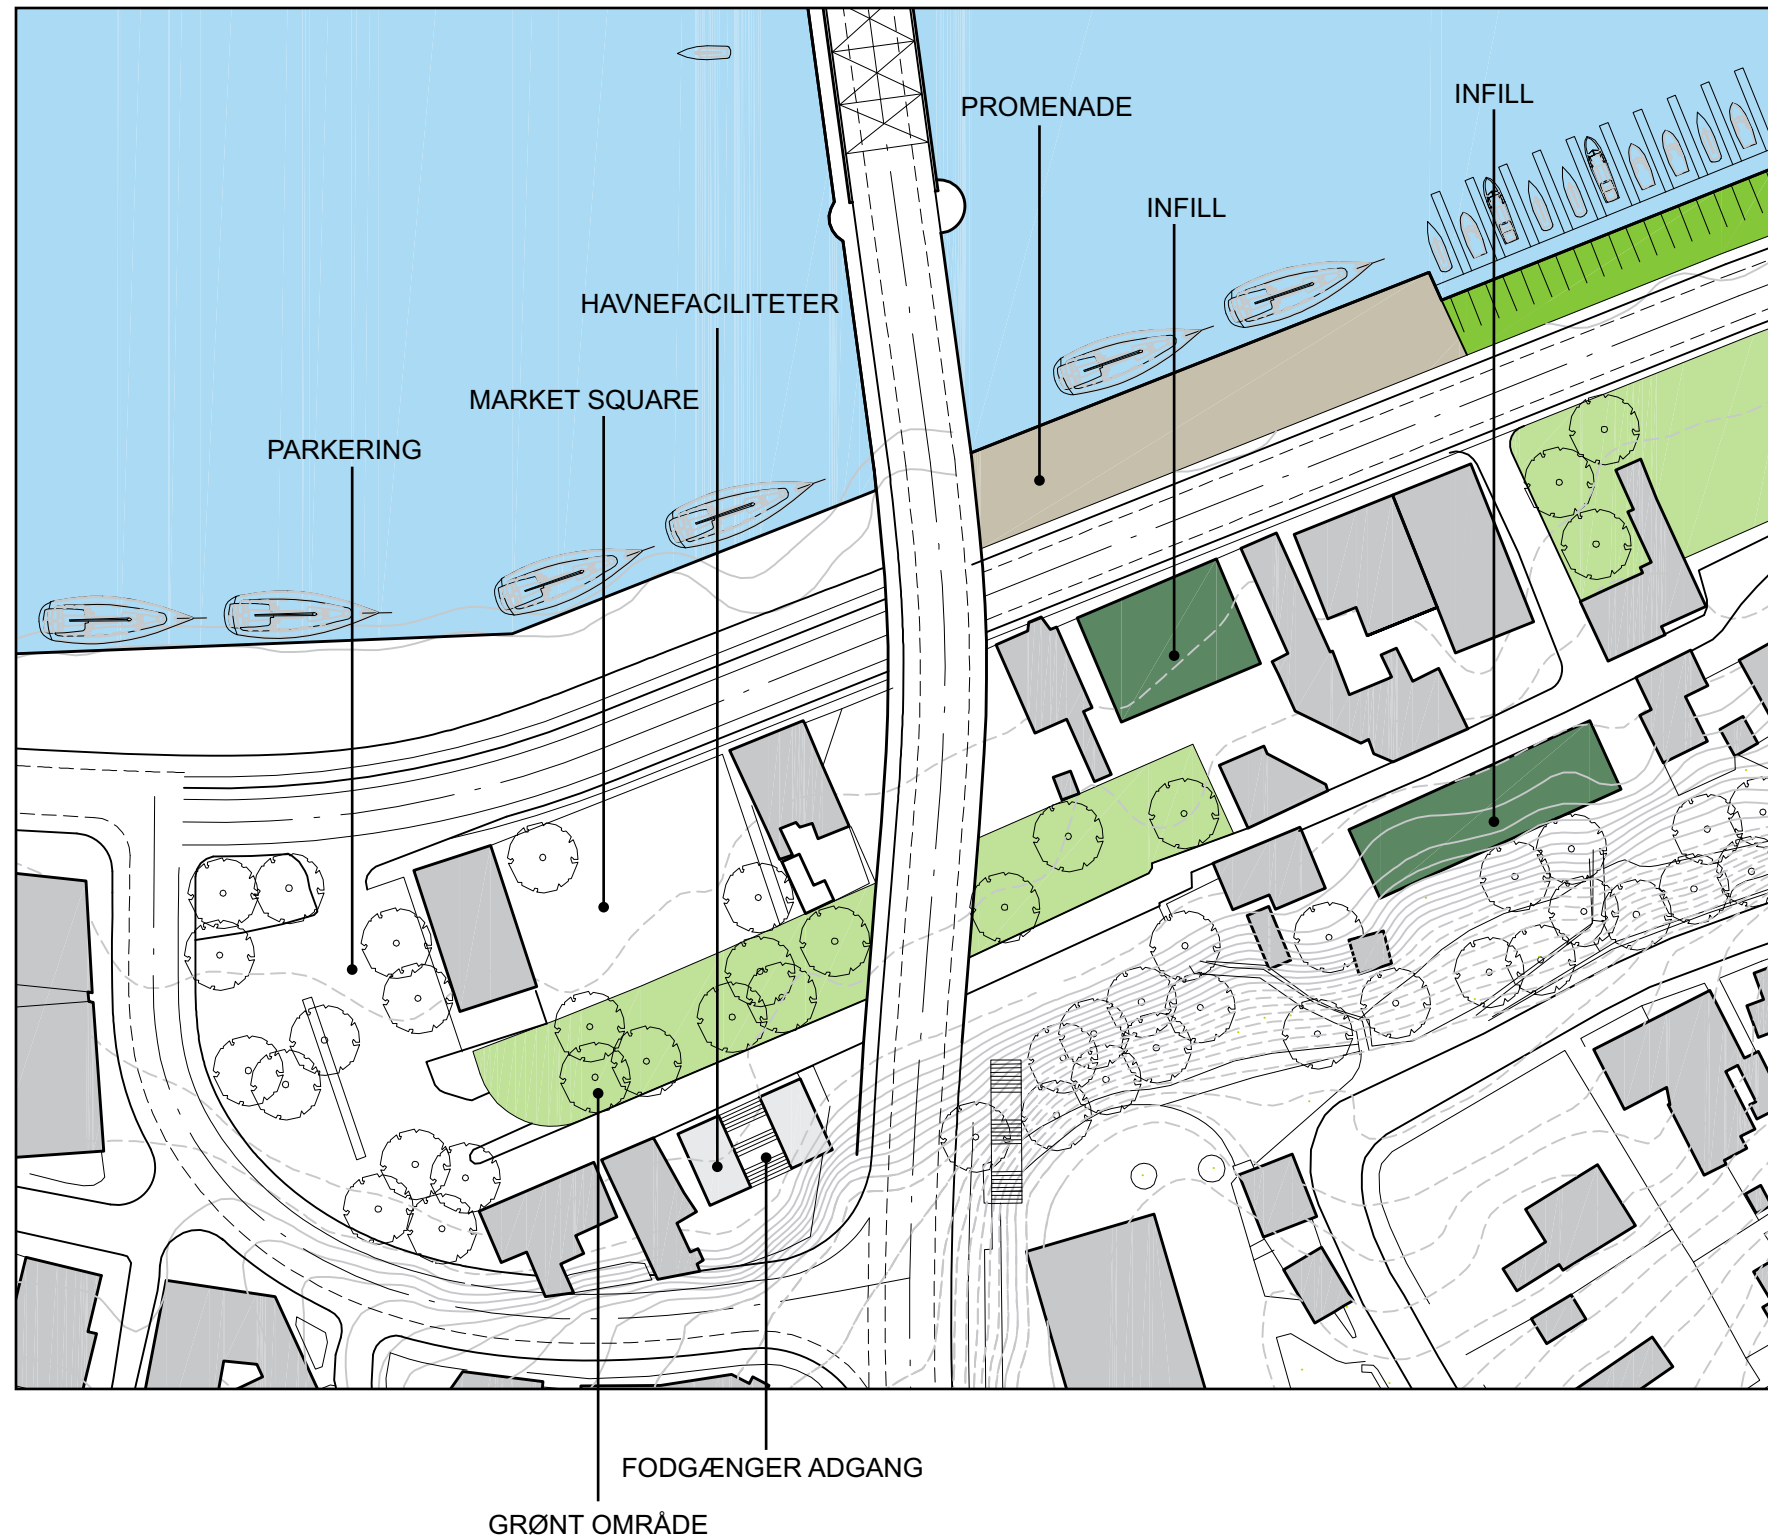 INFILL
PROMENADE
INFILL
HAVNEFACILITETER
MARKET SQUARE
PARKERING
FODGÆNGER ADGANG
GRØNT OMRÅDE